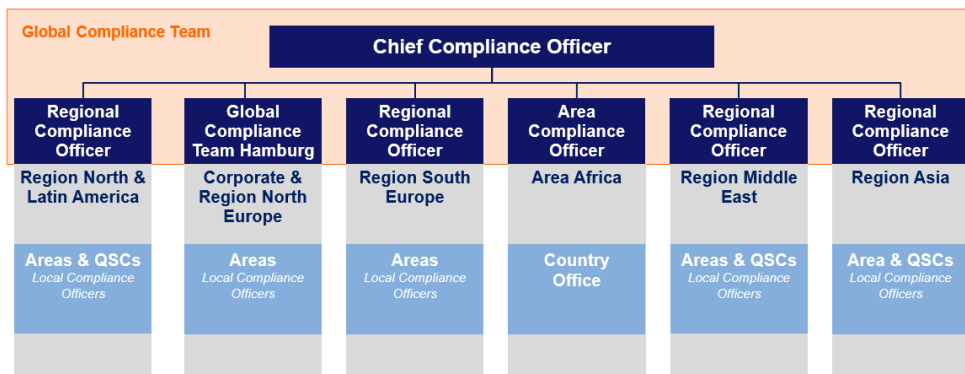 Global Compliance Team
Chief Compliance Officer
Regional
Compliance
Officer
Global
Compliance
Team Hamburg
Regional
Compliance
Officer
Area
Compliance
Officer
Regional
Compliance
Officer
Regional
Compliance
Officer
Region North &
Latin America
Corporate &
Region North
Europe
Region South
Europe
Area Africa
Region Middle
East
Region Asia
Areas & QSCs
Local Compliance
Officers
Areas
Local Compliance
Officers
Areas
Local Compliance
Officers
Country
Office
Areas & QSCs
Local Compliance
Officers
Area & QSCs
Local Compliance
Officers